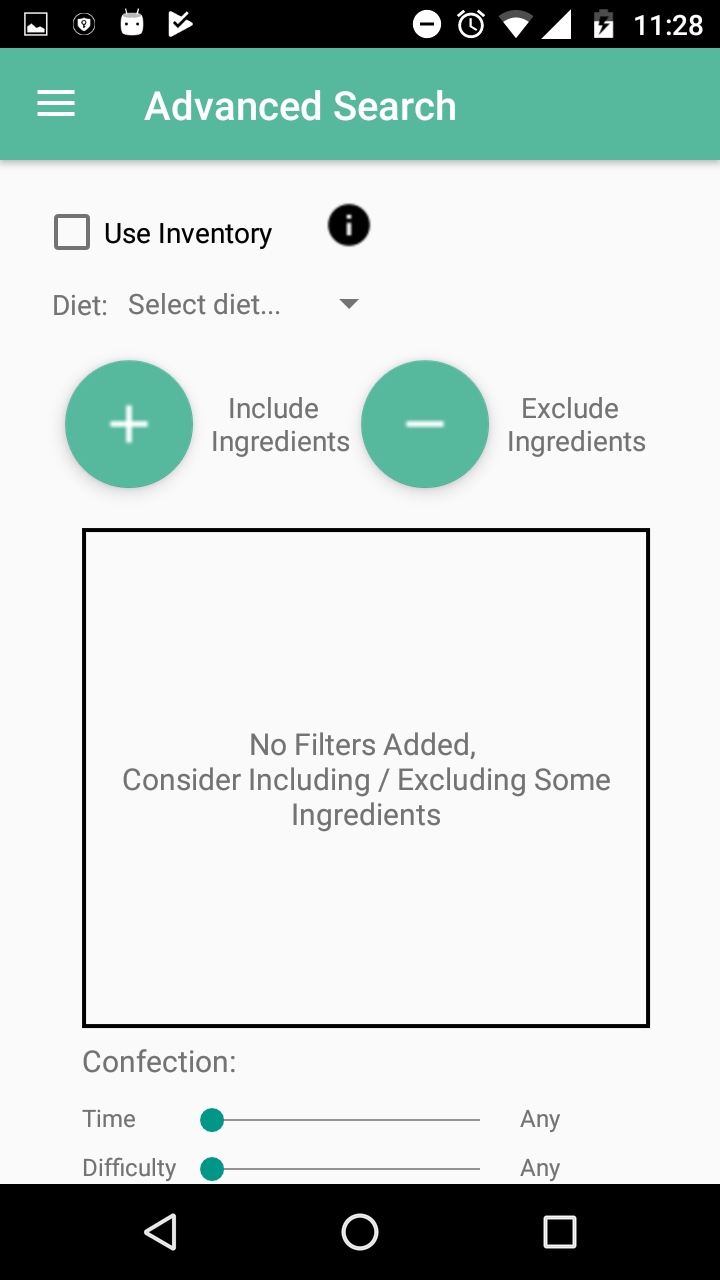 11:28
Advanced Search
Use Inventory
Diet: Select diet...
Include
Ingredients
Exclude
Ingredients
No Filters Added,
Consider Including / Excluding Some
Ingredients
Confection:
Time Any
Difficulty Any